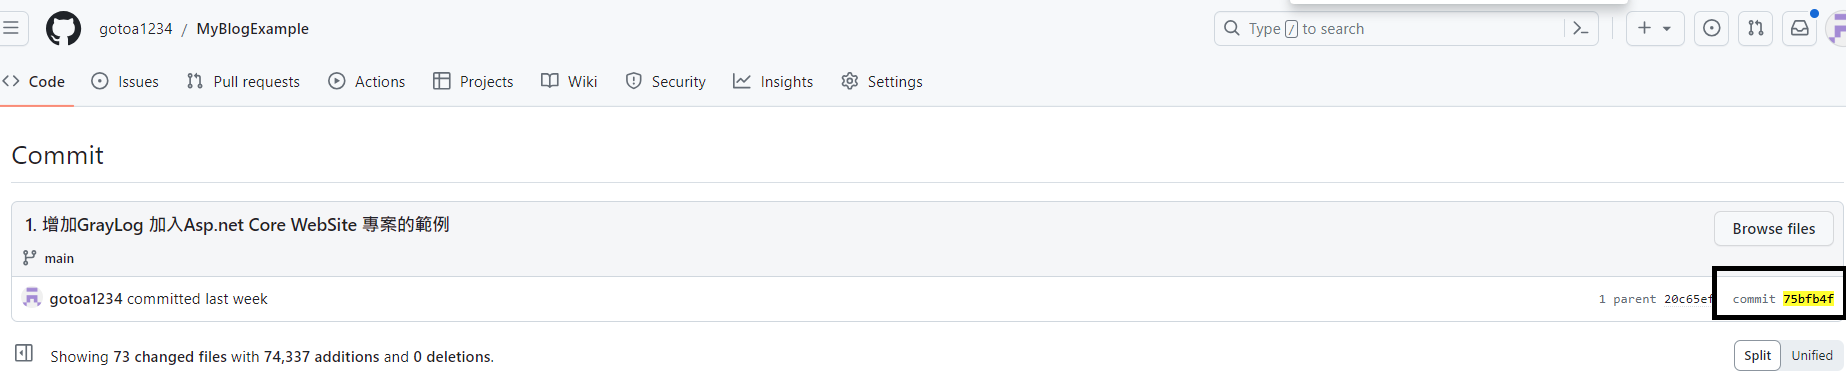 gotoa1234 / MyBlogExample
Type / to search
Code Issues Pull requests Actions Projects Wiki Security Insights Settings
Commit
1. 增加GrayLog 加入Asp.net Core WebSite 專案的範例
Browse files
main
gotoa1234 committed last week
1 parent 20c65ef commit 75bfb4f
Showing 73 changed files with 74,337 additions and 0 deletions.
Split Unified